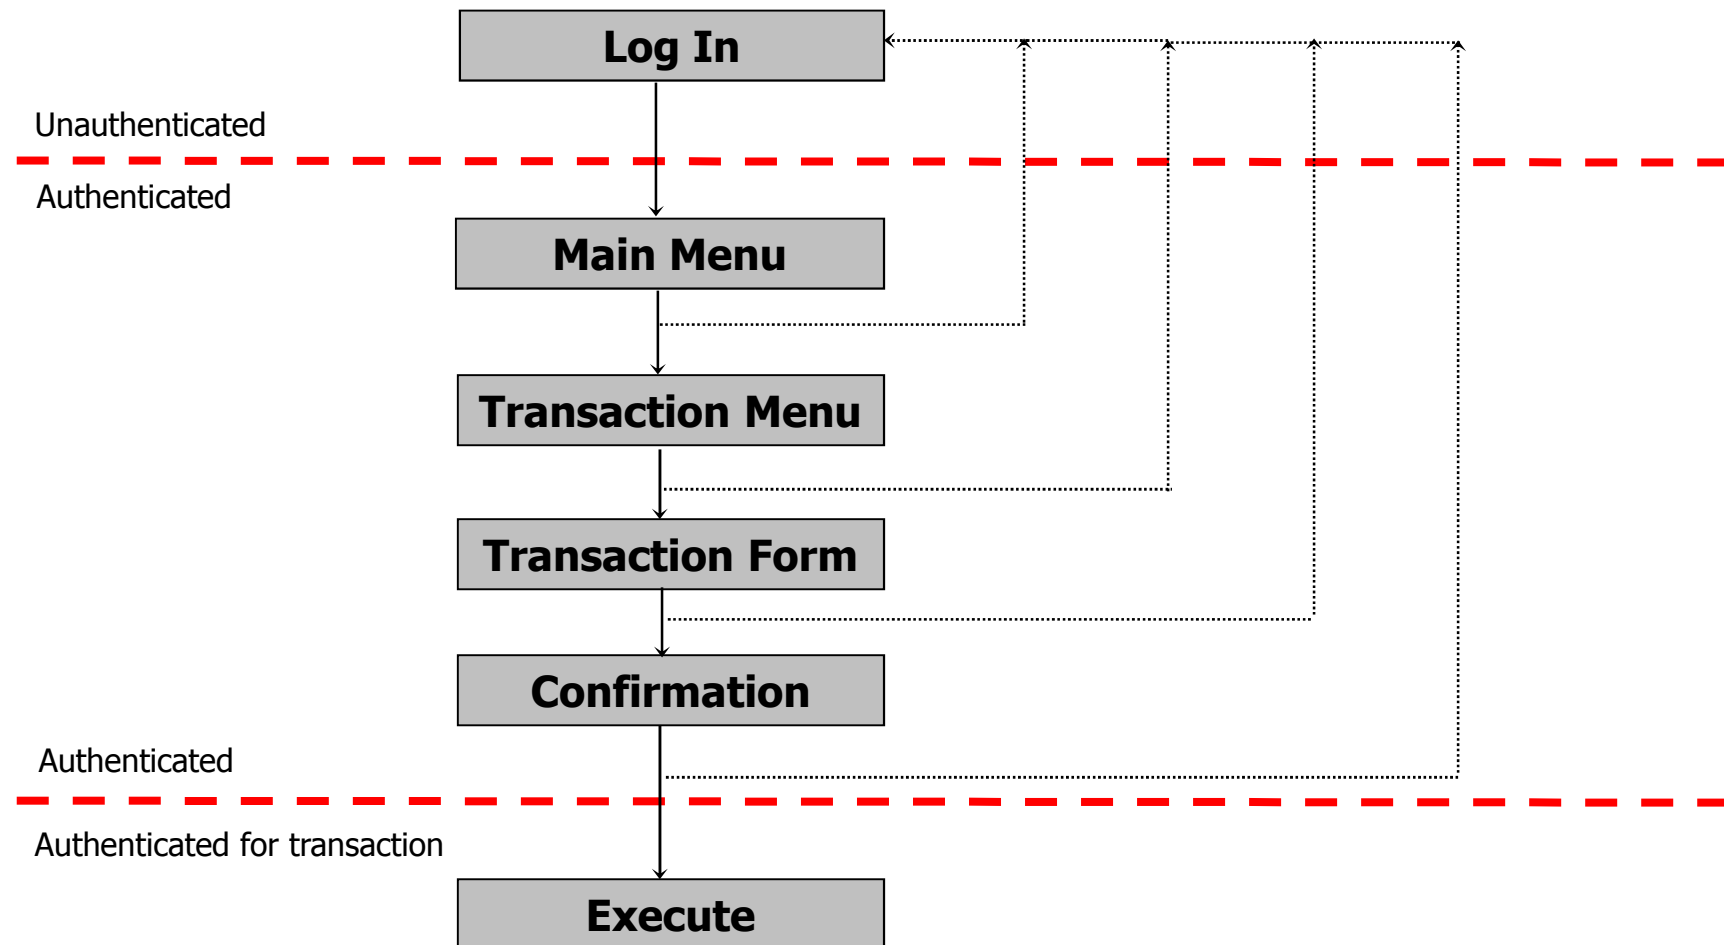 Log In
Unauthenticated
Authenticated
Main Menu
Transaction Menu
Transaction Form
Confirmation
Authenticated
Authenticated for transaction
Execute